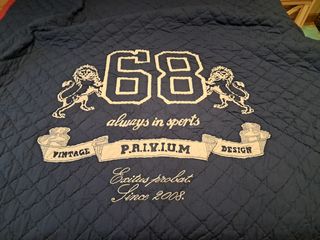 68
always in sports
VINTAGE P.R.I.V.I.U.M DESIGN
Exitus probat.
Since 2008.